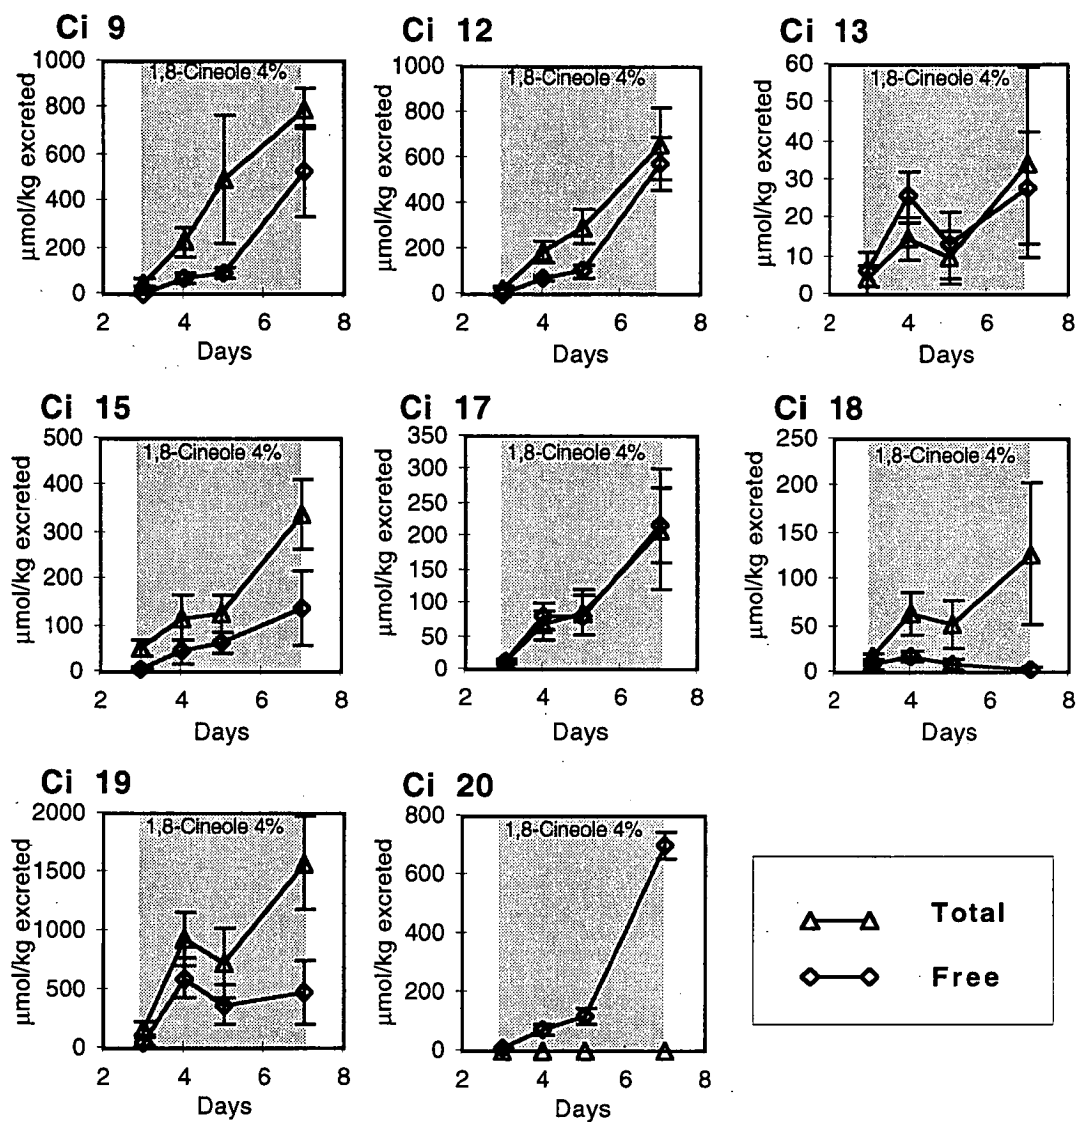 Ci 9
1,8-Cineole 4%
1000
800
600
400
200
0
µmol/kg excreted
2 4 6 8
Days
Ci 12
1,8-Cineole 4%
1000
800
600
400
200
0
µmol/kg excreted
2 4 6 8
Days
Ci 13
1,8-Cineole 4%
60
50
40
30
20
10
0
µmol/kg excreted
2 4 6 8
Days
Ci 15
1,8-Cineole 4%
500
400
300
200
100
0
µmol/kg excreted
2 4 6 8
Days
Ci 17
1,8-Cineole 4%
350
300
250
200
150
100
50
0
µmol/kg excreted
2 4 6 8
Days
Ci 18
1,8-Cineole 4%
250
200
150
100
50
0
µmol/kg excreted
2 4 6 8
Days
Ci 19
1,8-Cineole 4%
2000
1500
1000
500
0
µmol/kg excreted
2 4 6 8
Days
Ci 20
1,8-Cineole 4%
800
600
400
200
0
µmol/kg excreted
2 4 6 8
Days
Total
Free